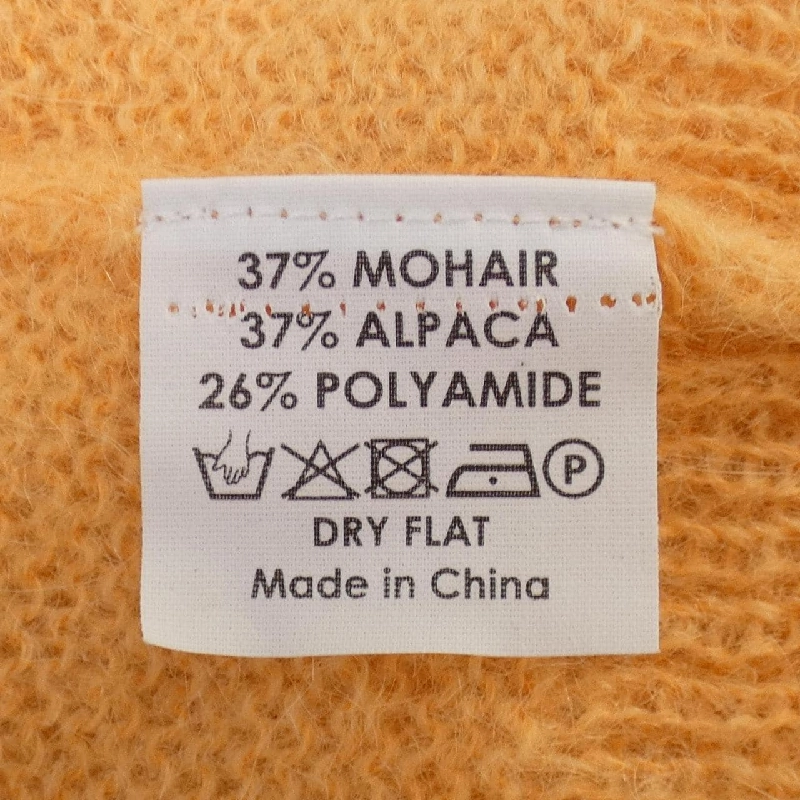 37% MOHAIR
37% ALPACA
26% POLYAMIDE
P
DRY FLAT
Made in China